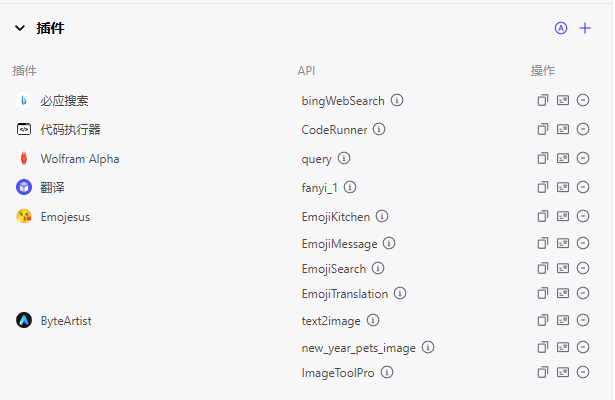 插件
插件 API 操作
必应搜索 bingWebSearch
代码执行器 CodeRunner
Wolfram Alpha query
翻译 fanyi_1
Emojesus EmojiKitchen
EmojiMessage
EmojiSearch
EmojiTranslation
ByteArtist text2image
new_year_pets_image
ImageToolPro